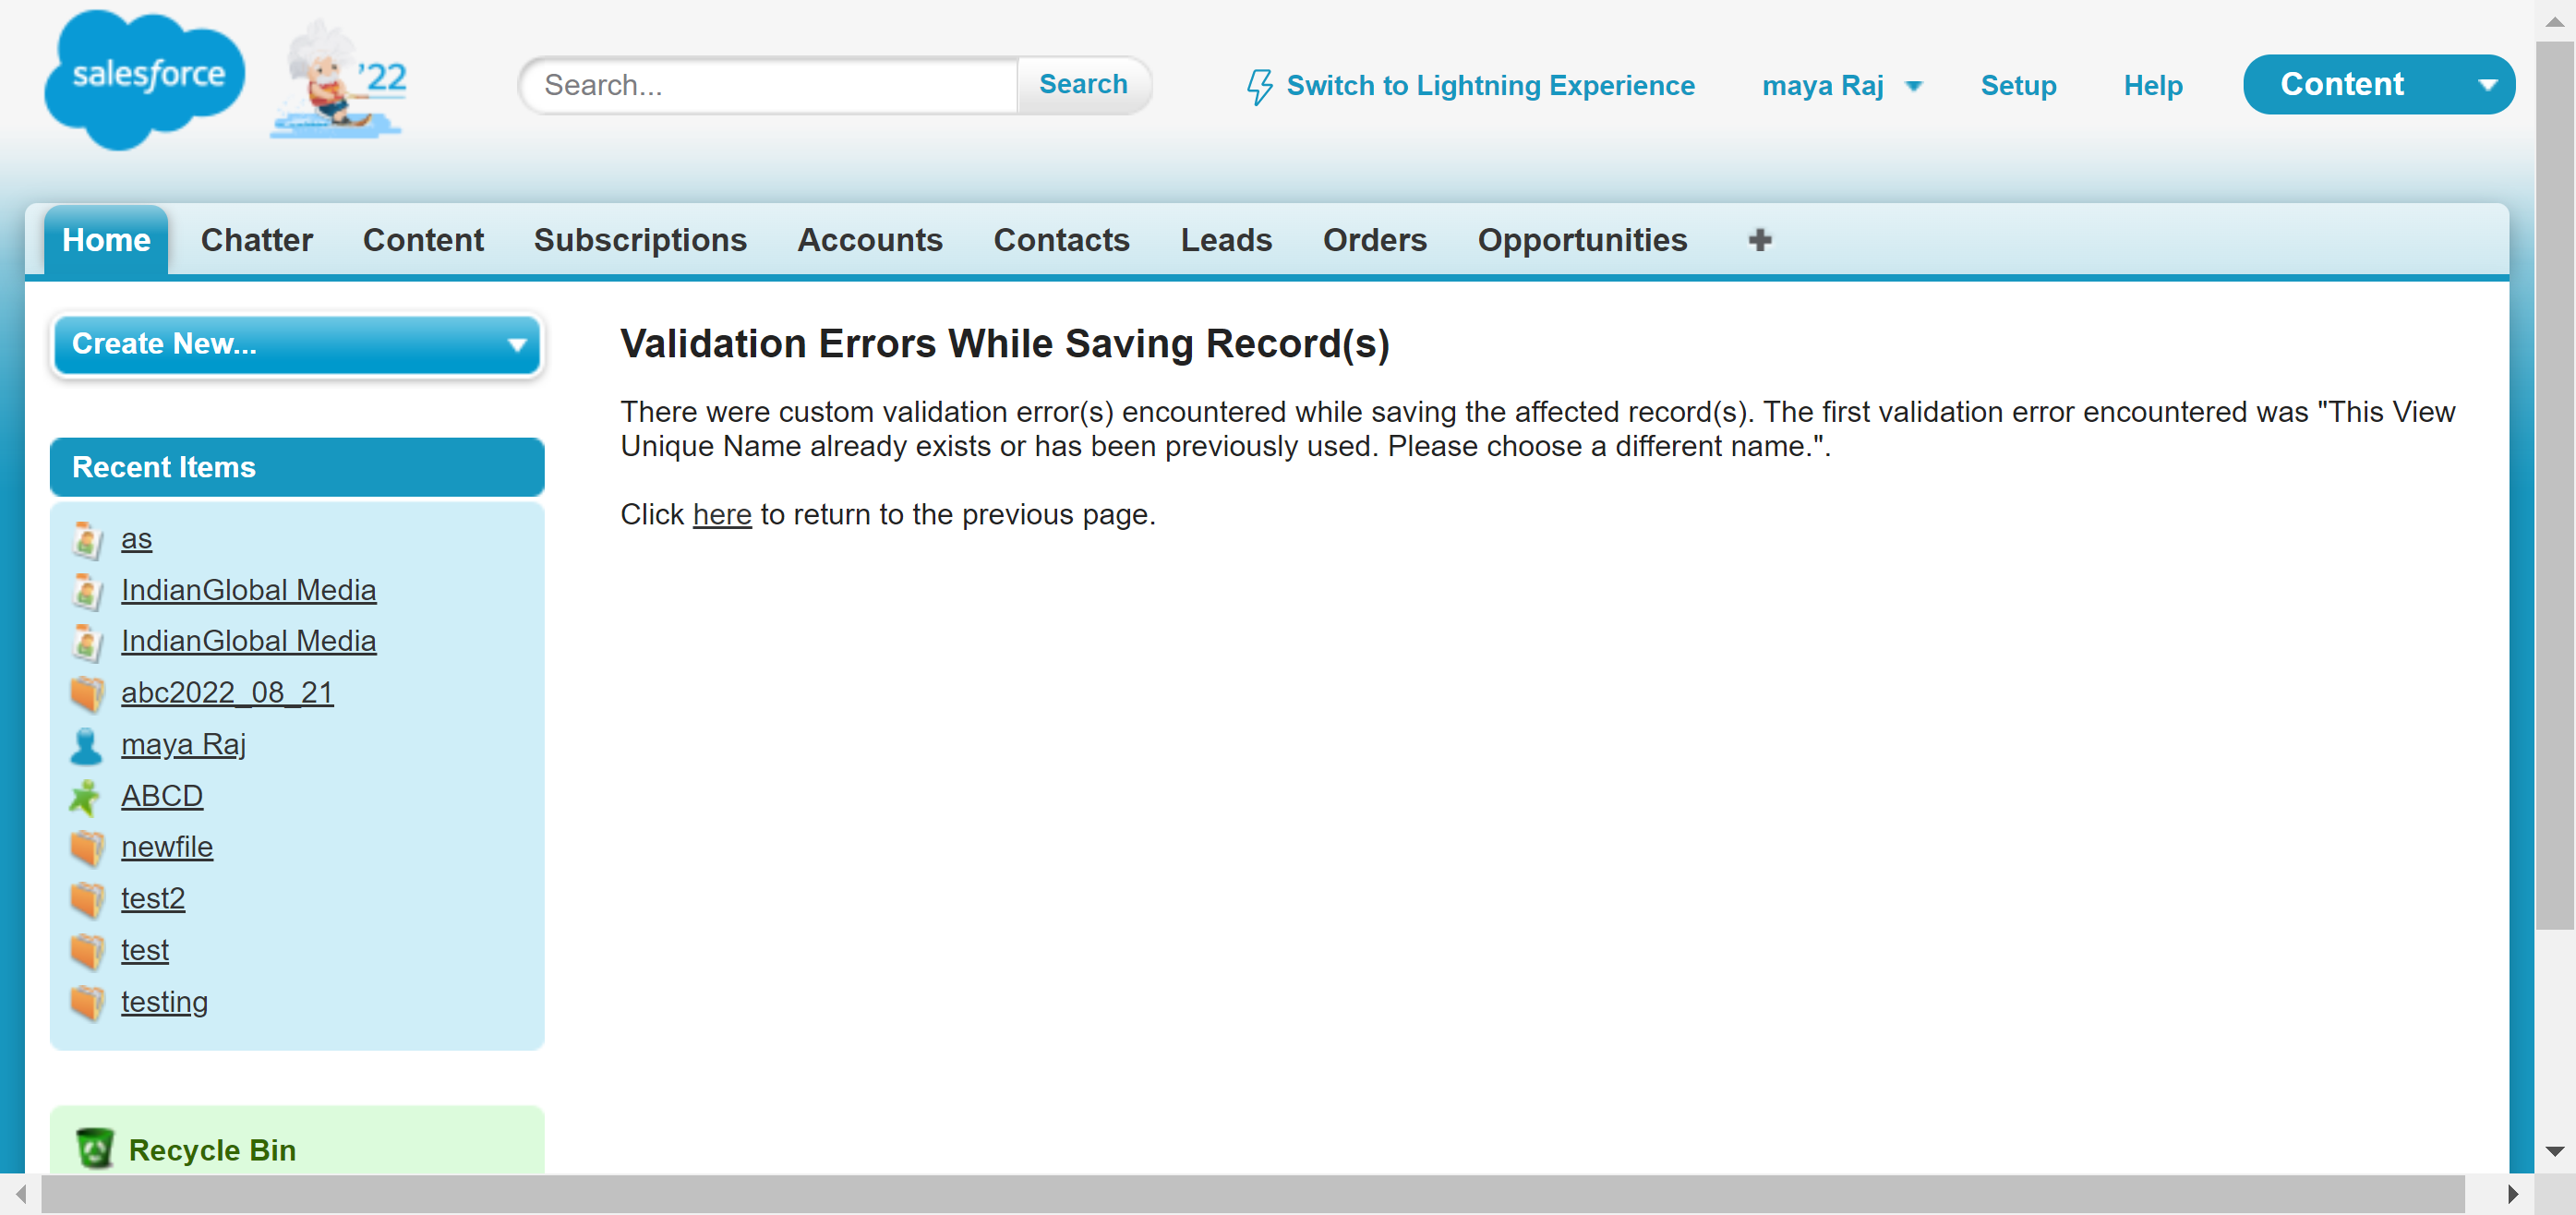 salesforce
'22
Search...
Search
Switch to Lightning Experience
maya Raj
Setup
Help
Content
Home
Chatter
Content
Subscriptions
Accounts
Contacts
Leads
Orders
Opportunities
Create New...
Validation Errors While Saving Record(s)
There were custom validation error(s) encountered while saving the affected record(s). The first validation error encountered was "This View
Unique Name already exists or has been previously used. Please choose a different name.".
Click here to return to the previous page.
Recent Items
as
IndianGlobal Media
IndianGlobal Media
abc2022_08_21
maya Raj
ABCD
newfile
test2
test
testing
Recycle Bin